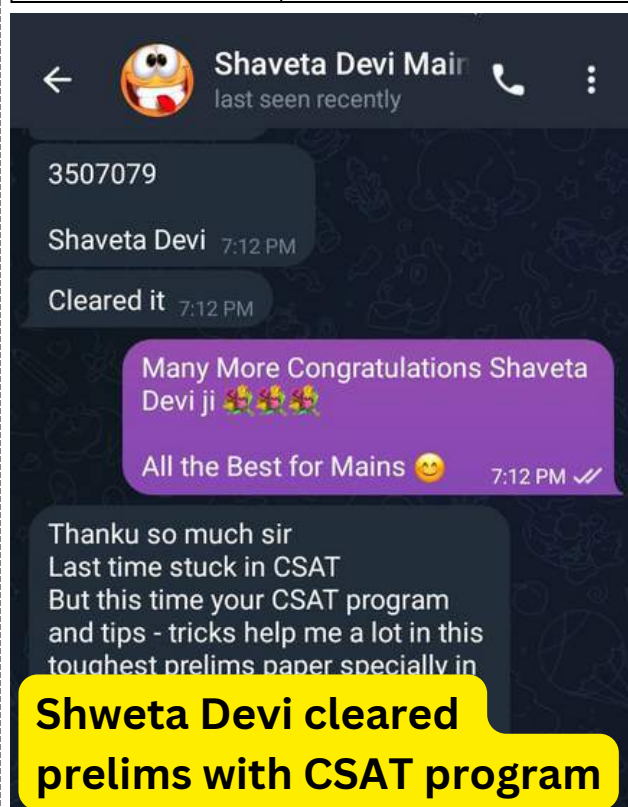 Shaveta Devi Main
last seen recently
3507079
Shaveta Devi 7:12 PM
Cleared it 7:12 PM
Many More Congratulations Shaveta
Devi ji 💐💐💐
All the Best for Mains 😊 7:12 PM
Thanku so much sir
Last time stuck in CSAT
But this time your CSAT program
and tips - tricks help me a lot in this
toughest prelims paper specially in
Shweta Devi cleared
prelims with CSAT program